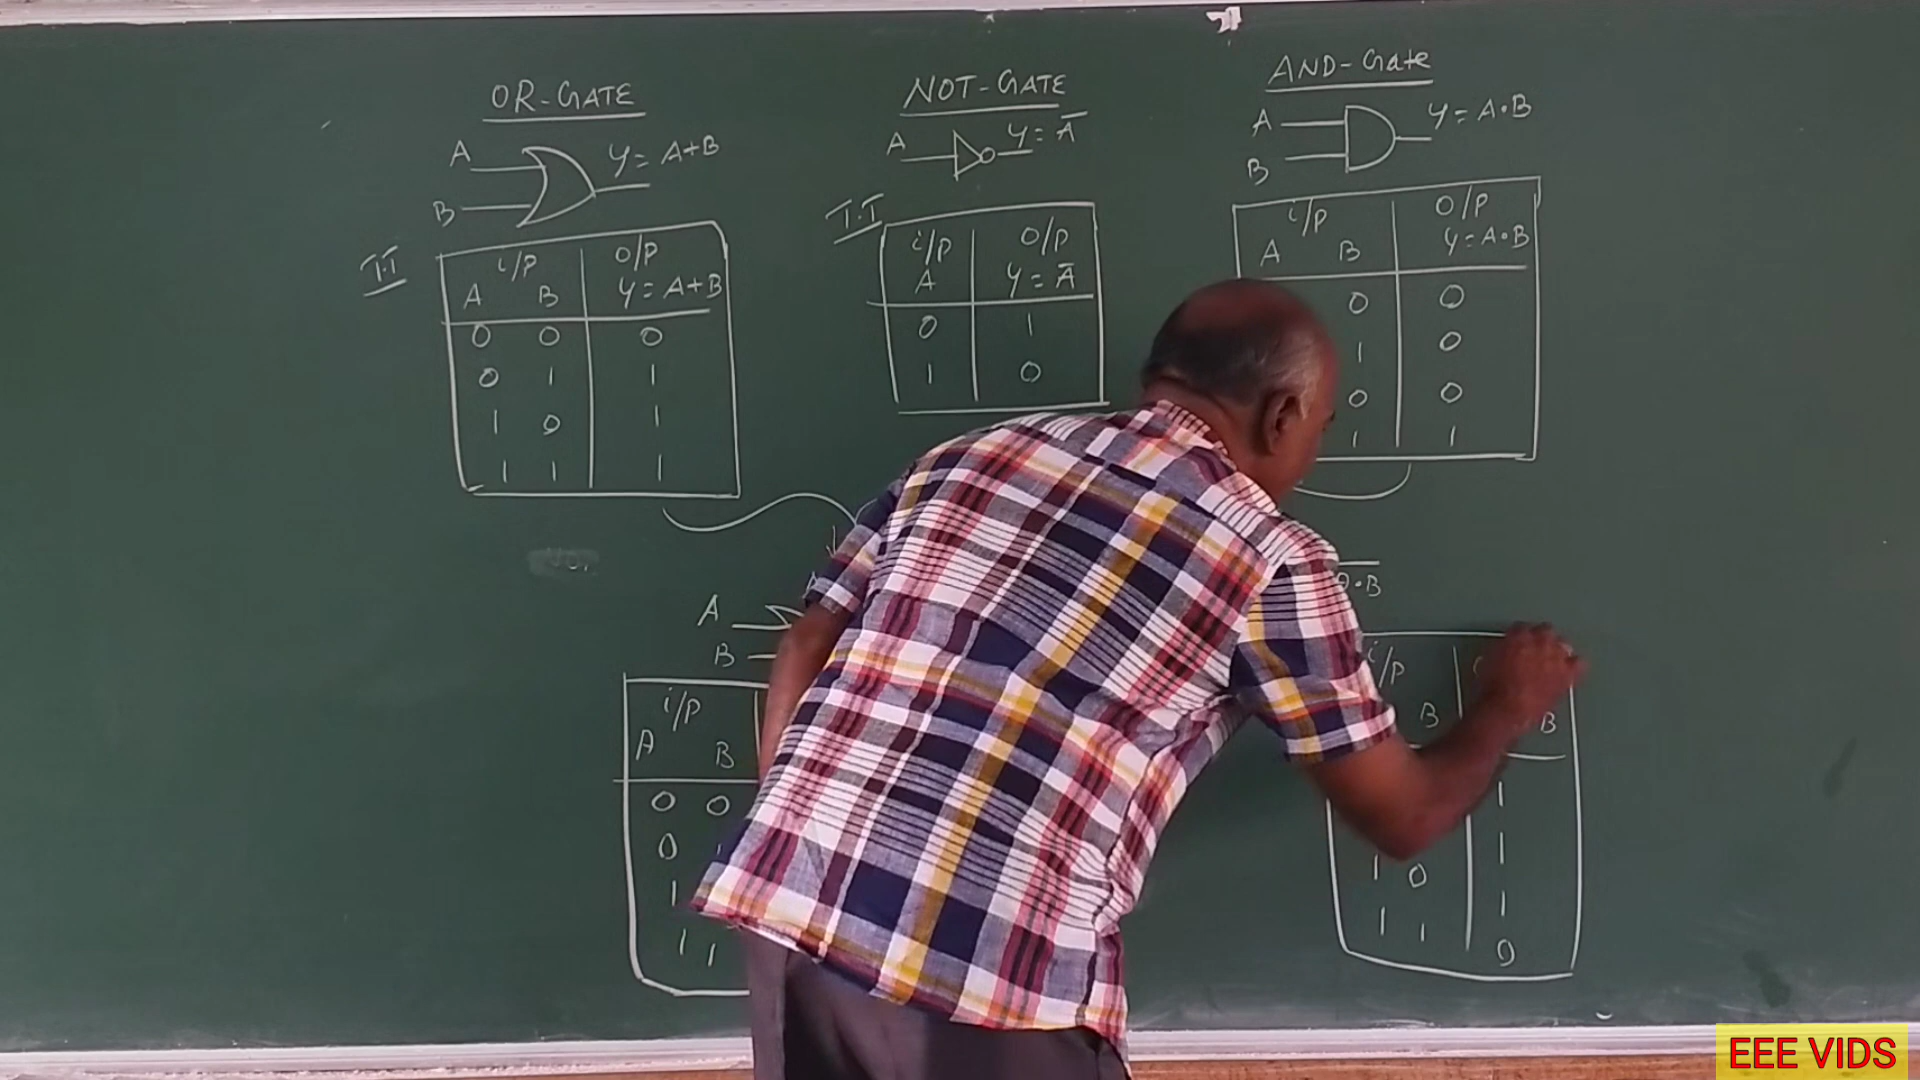 OR-GATE
A
B
Y = A+B
T.T
i/p O/P
A B Y = A+B
0 0 0
0 1 1
1 0 1
1 1 1
NOT-GATE
A
Y = A̅
T.T
i/p O/P
A Y = A̅
0 1
1 0
AND-Gate
A
B
Y = A·B
i/p O/P
A B Y = A·B
0 0
1 0
0 0
1 1
A
B
i/p
A B
0 0
0
1
1 1
·B
i/p
B B
1
1
1 0 1
1 1 0
EEE VIDS